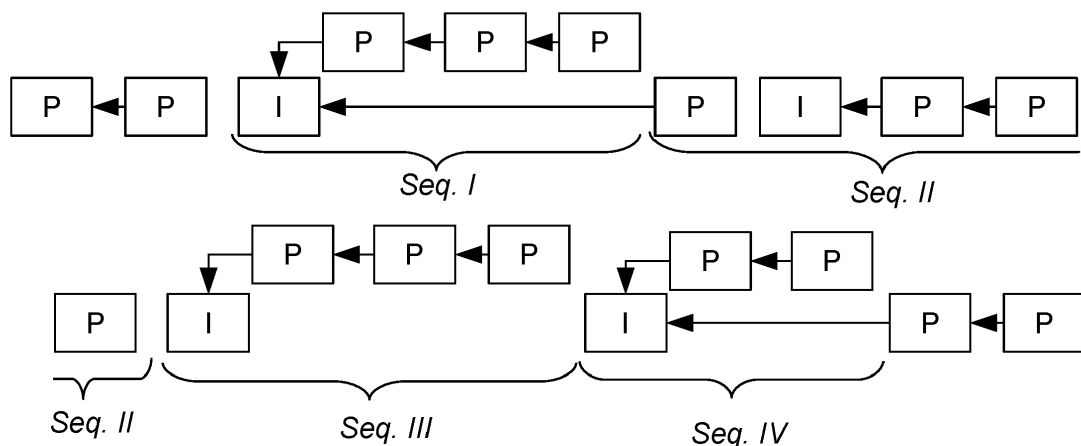 P P P
P P I P I P P
Seq. I Seq. II
P P P P P
P I I P P
Seq. II Seq. III Seq. IV